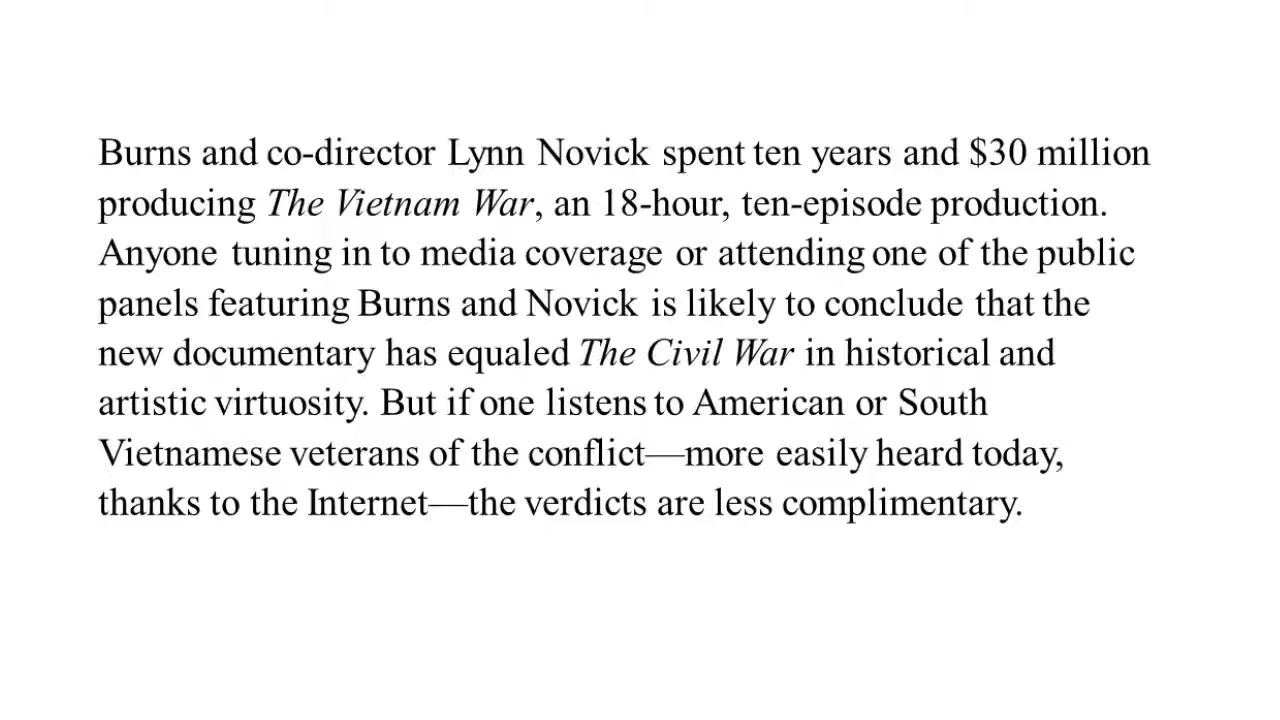 Burns and co-director Lynn Novick spent ten years and $30 million
producing The Vietnam War, an 18-hour, ten-episode production.
Anyone tuning in to media coverage or attending one of the public
panels featuring Burns and Novick is likely to conclude that the
new documentary has equaled The Civil War in historical and
artistic virtuosity. But if one listens to American or South
Vietnamese veterans of the conflict—more easily heard today,
thanks to the Internet—the verdicts are less complimentary.